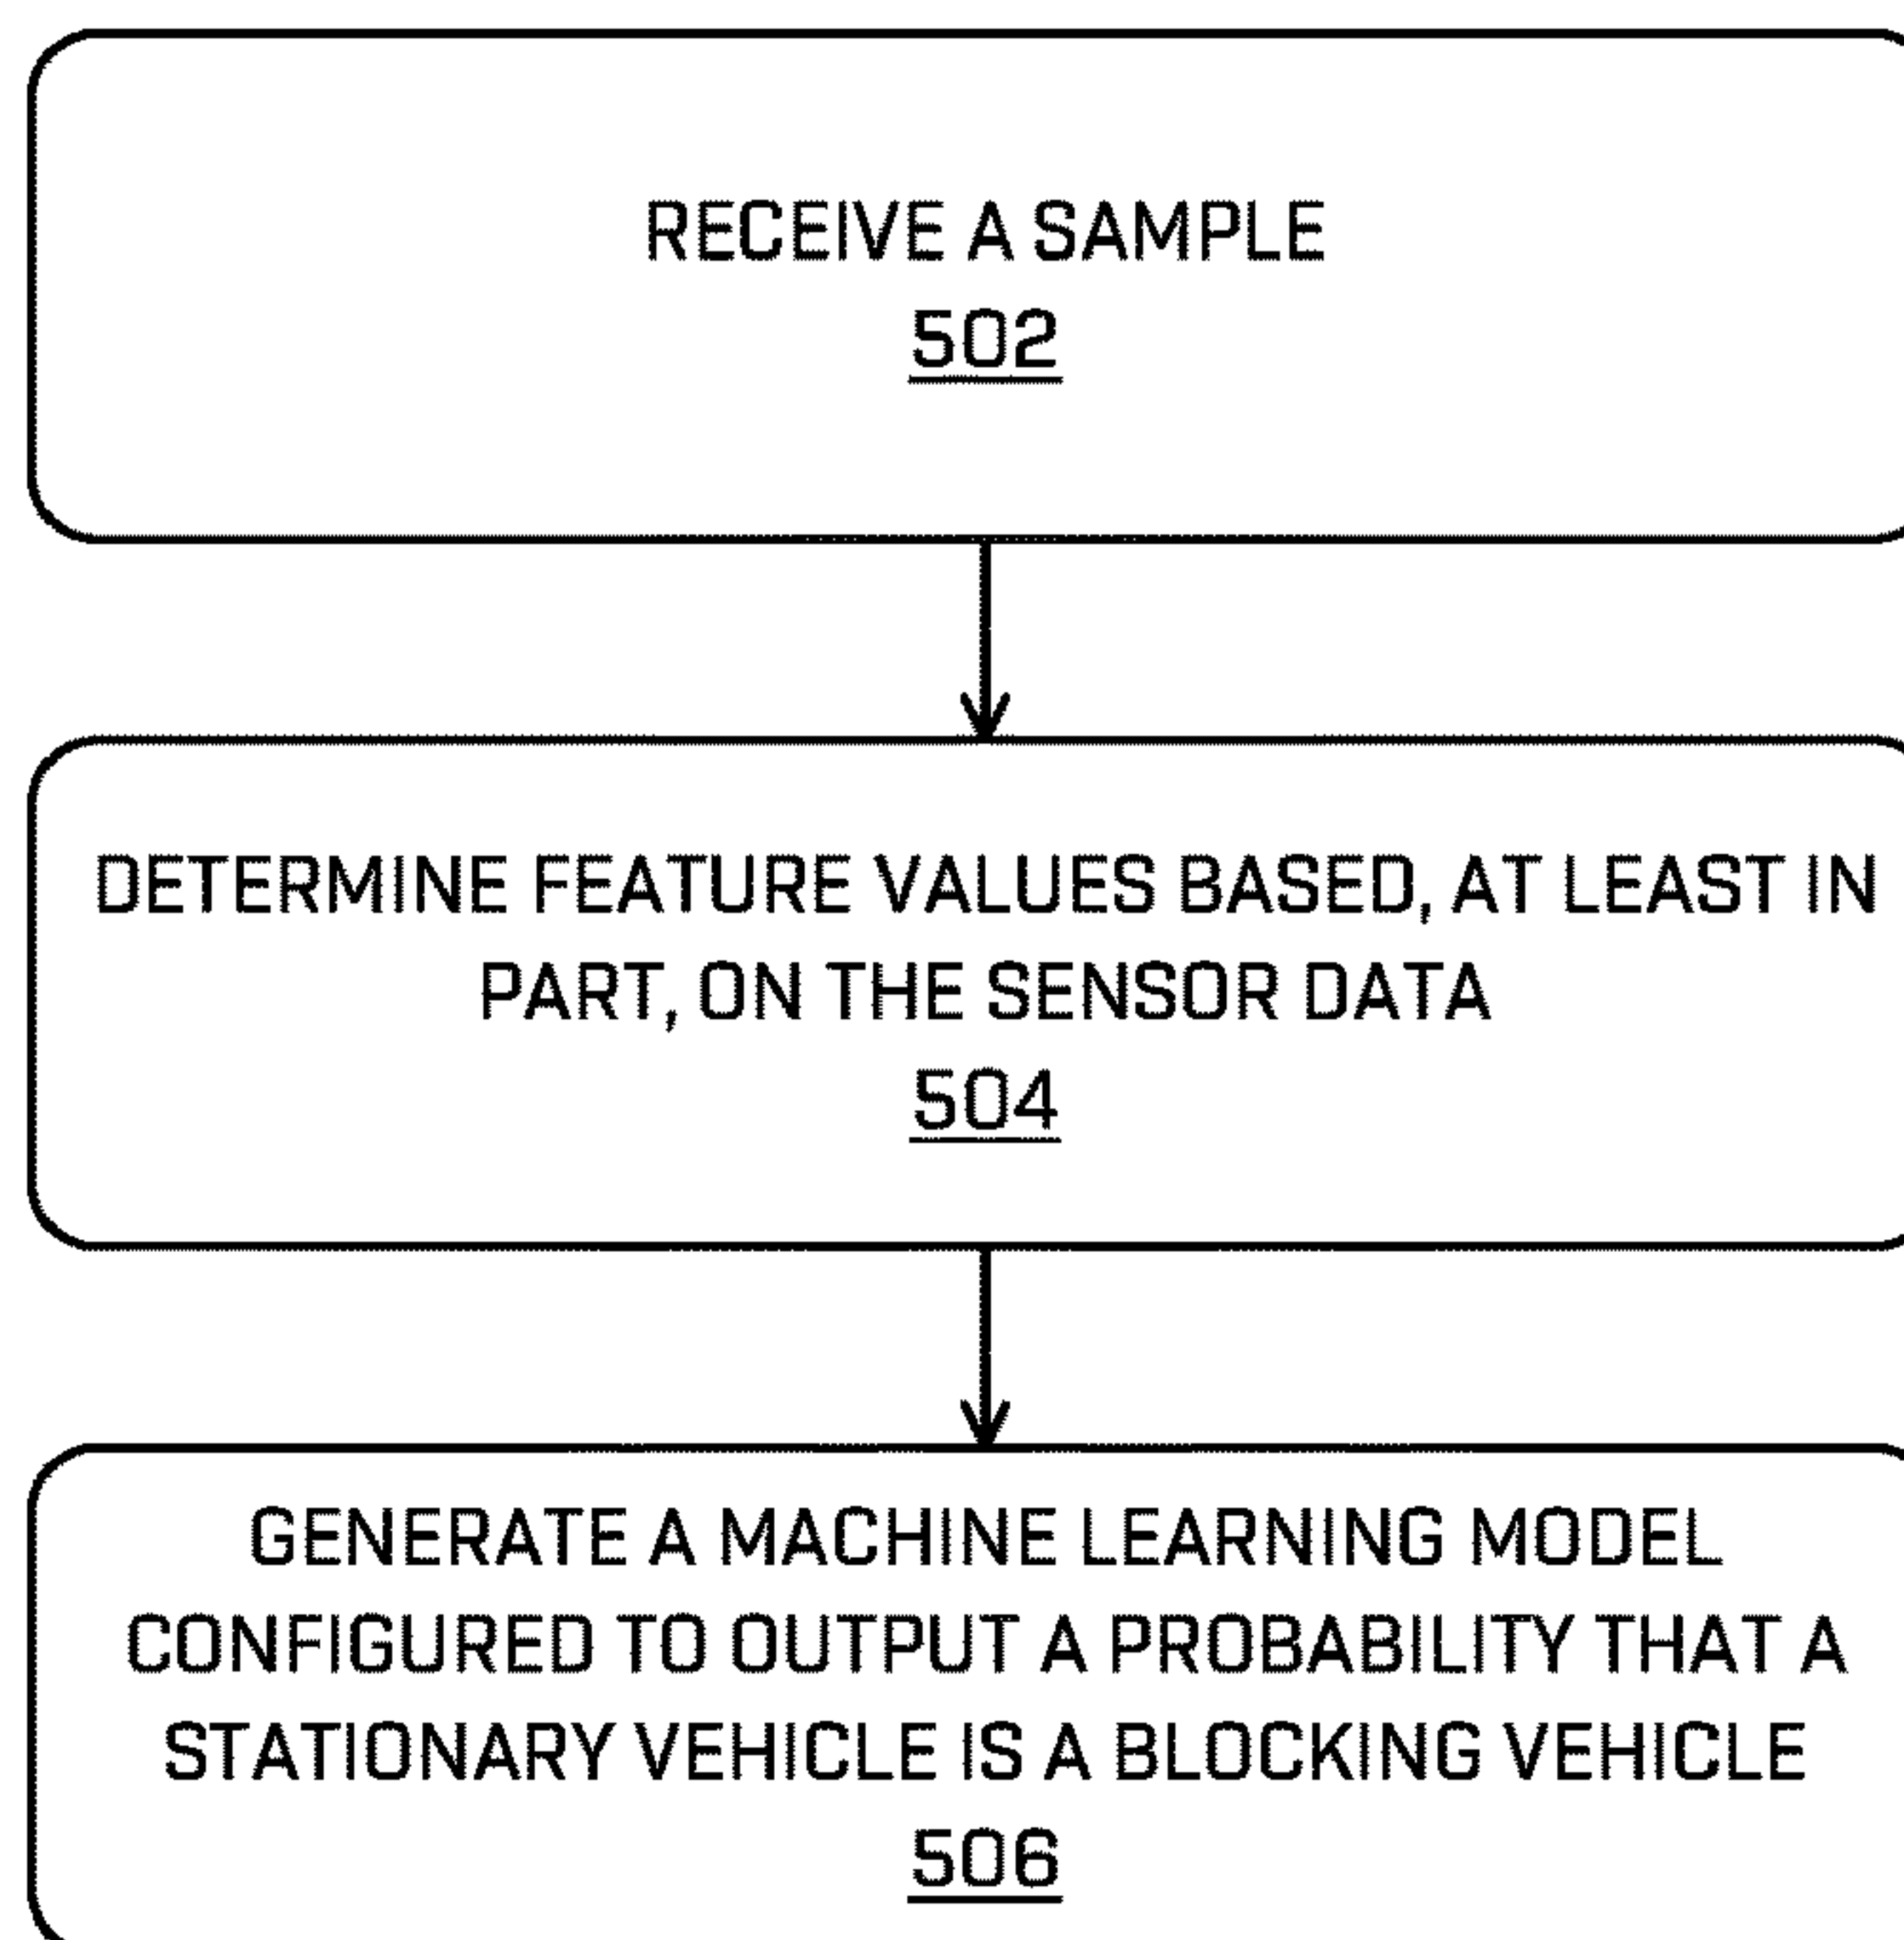 RECEIVE A SAMPLE
502
DETERMINE FEATURE VALUES BASED, AT LEAST IN
PART, ON THE SENSOR DATA
504
GENERATE A MACHINE LEARNING MODEL
CONFIGURED TO OUTPUT A PROBABILITY THAT A
STATIONARY VEHICLE IS A BLOCKING VEHICLE
506